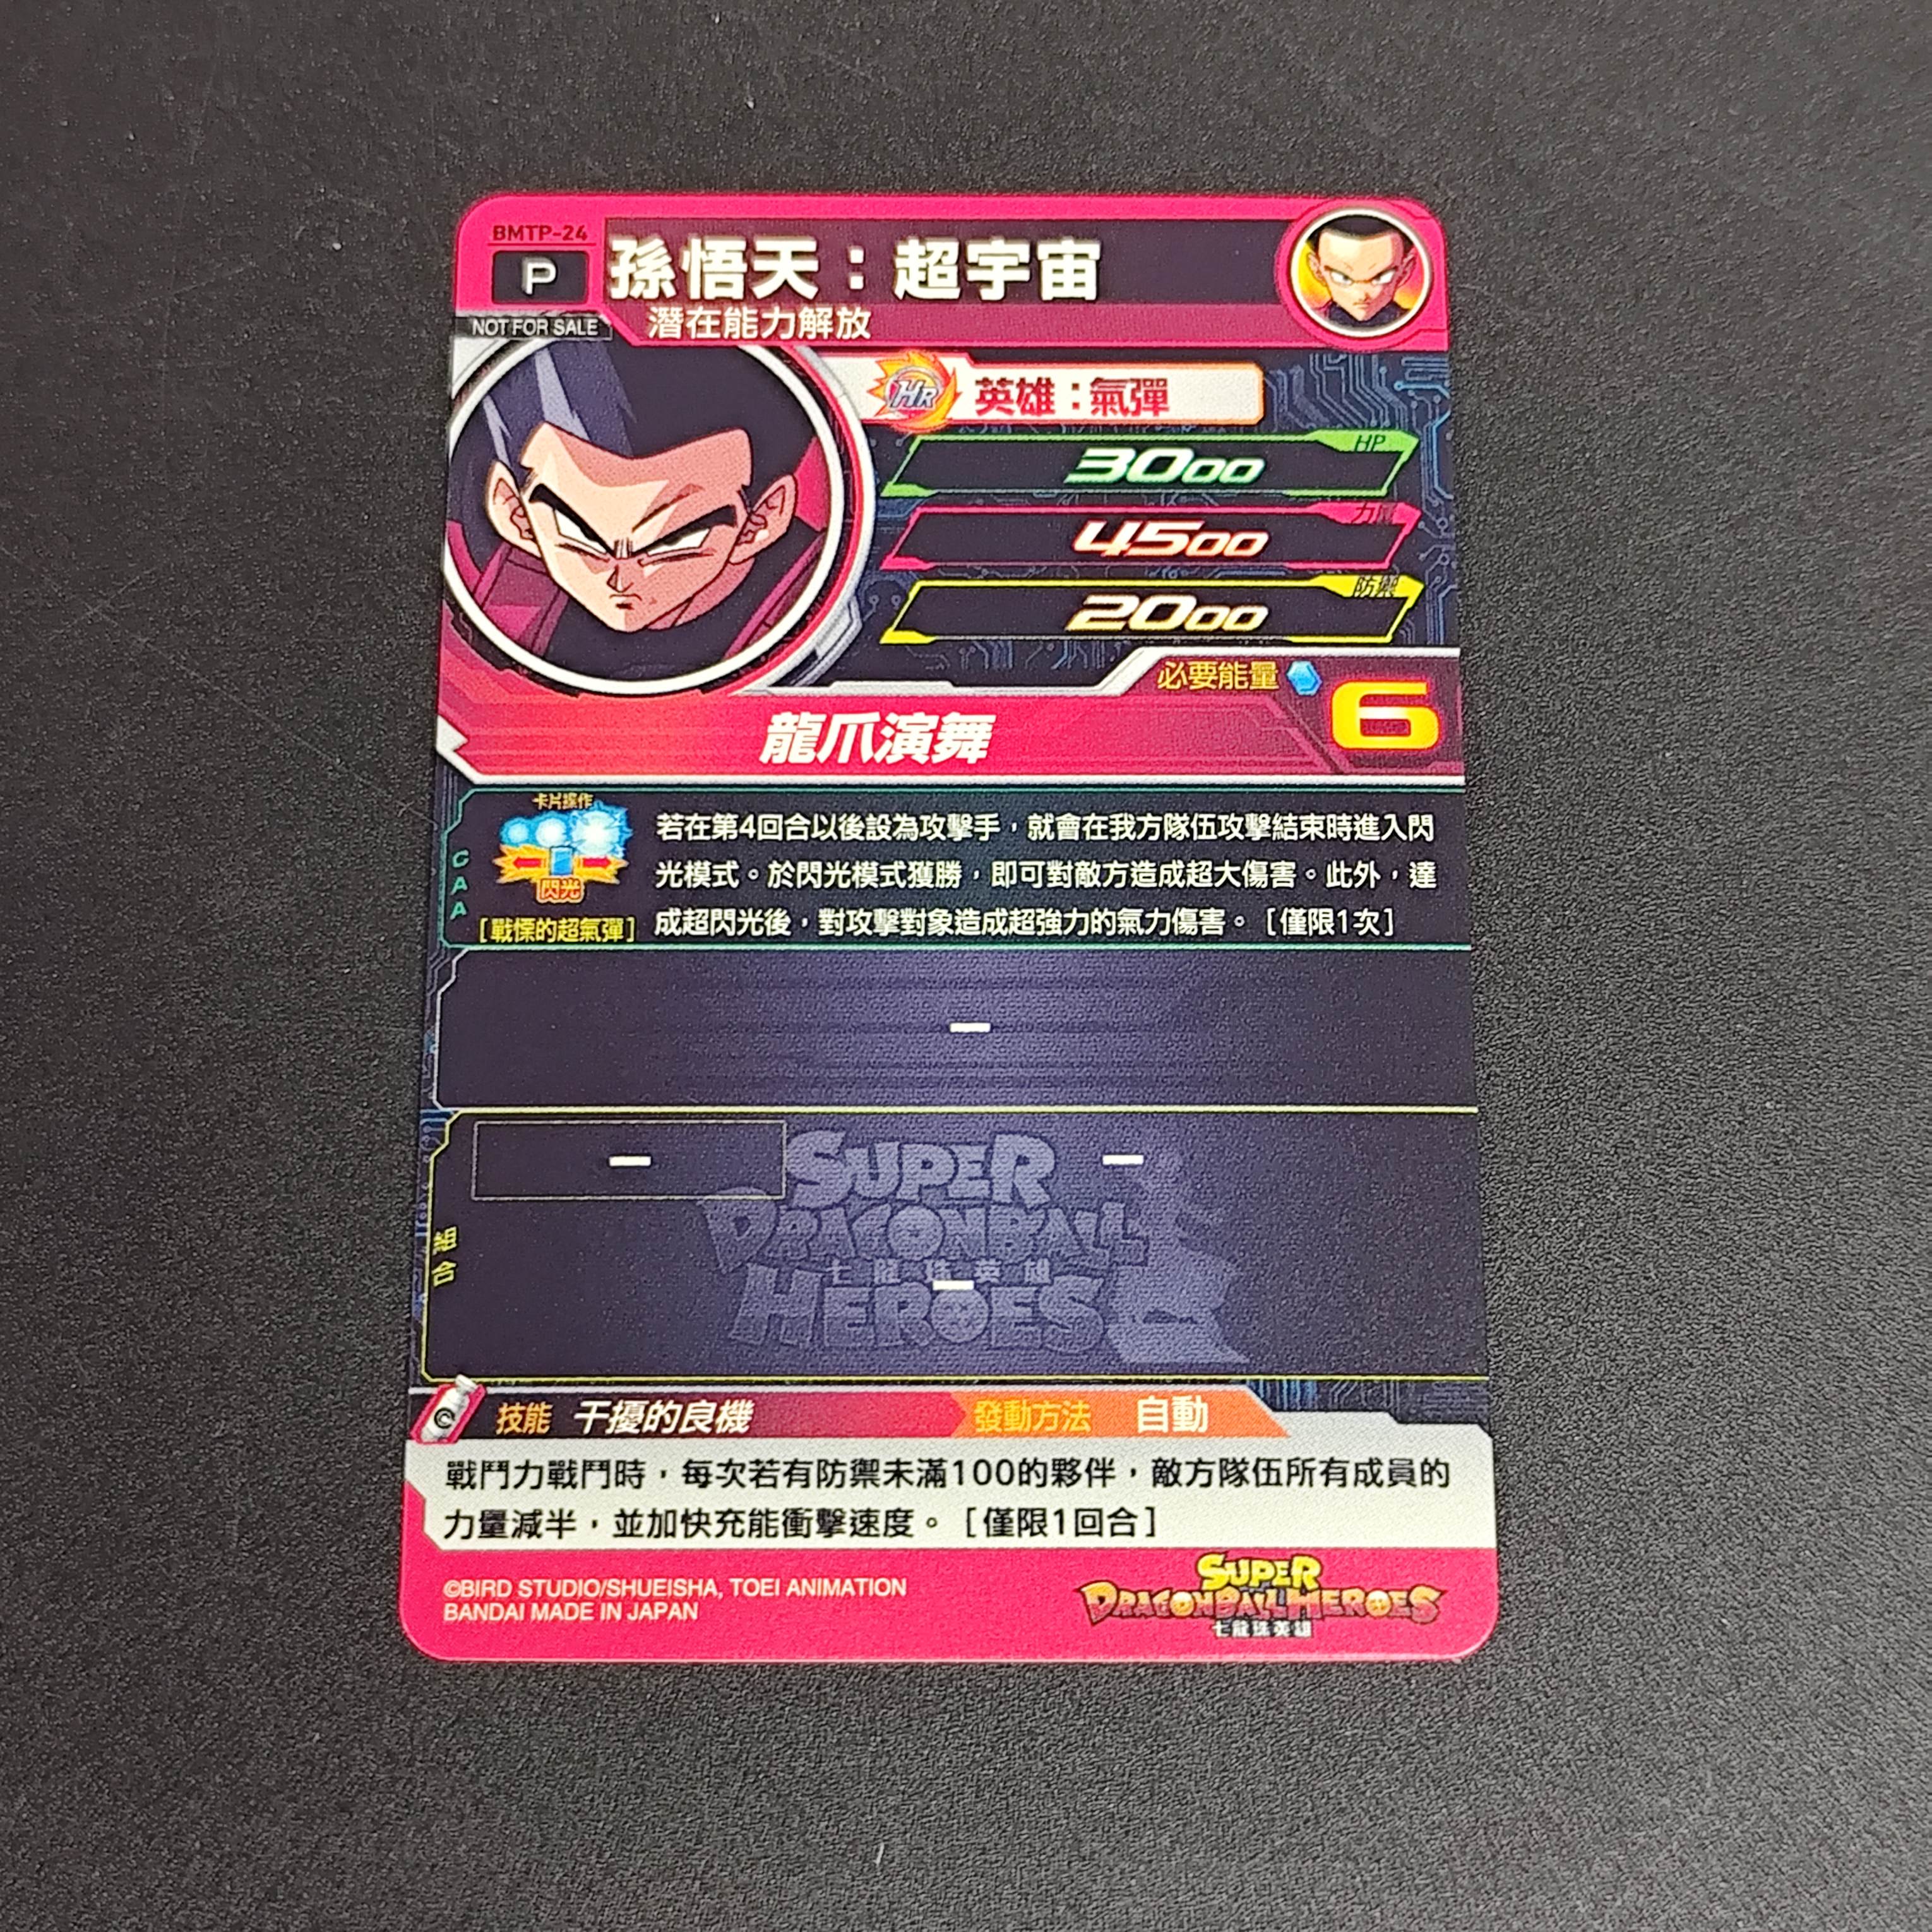 BMTP-24
P
孫悟天：超宇宙
NOT FOR SALE
潛在能力解放
HR 英雄：氣彈
HP
3000
力量
4500
防禦
2000
必要能量 6
龍爪演舞
CAA
卡片操作
閃光
[戰慄的超氣彈]
若在第4回合以後設為攻擊手，就會在我方隊伍攻擊結束時進入閃
光模式。於閃光模式獲勝，即可對敵方造成超大傷害。此外，達
成超閃光後，對攻擊對象造成超強力的氣力傷害。[僅限1次]
-
- -
組合
-
SUPER
DRAGONBALL
七龍珠英雄
HEROES
C 技能 干擾的良機 發動方法 自動
戰鬥力戰鬥時，每次若有防禦未滿100的夥伴，敵方隊伍所有成員的
力量減半，並加快充能衝擊速度。[僅限1回合]
©BIRD STUDIO/SHUEISHA, TOEI ANIMATION
BANDAI MADE IN JAPAN
SUPER
DRAGONBALL HEROES
七龍珠英雄